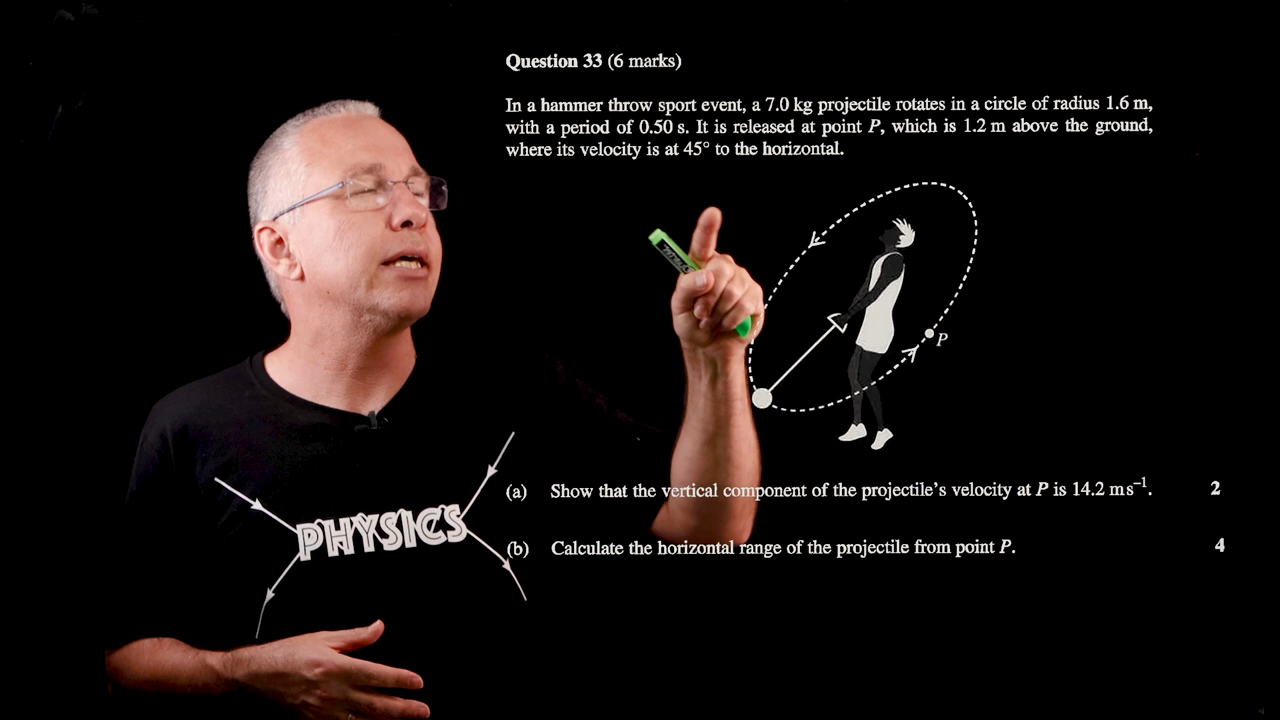 Question 33 (6 marks)
In a hammer throw sport event, a 7.0 kg projectile rotates in a circle of radius 1.6 m,
with a period of 0.50 s. It is released at point P, which is 1.2 m above the ground,
where its velocity is at 45° to the horizontal.
P
(a) Show that the vertical component of the projectile's velocity at P is 14.2 m s⁻¹. 2
PHYSICS
(b) Calculate the horizontal range of the projectile from point P. 4